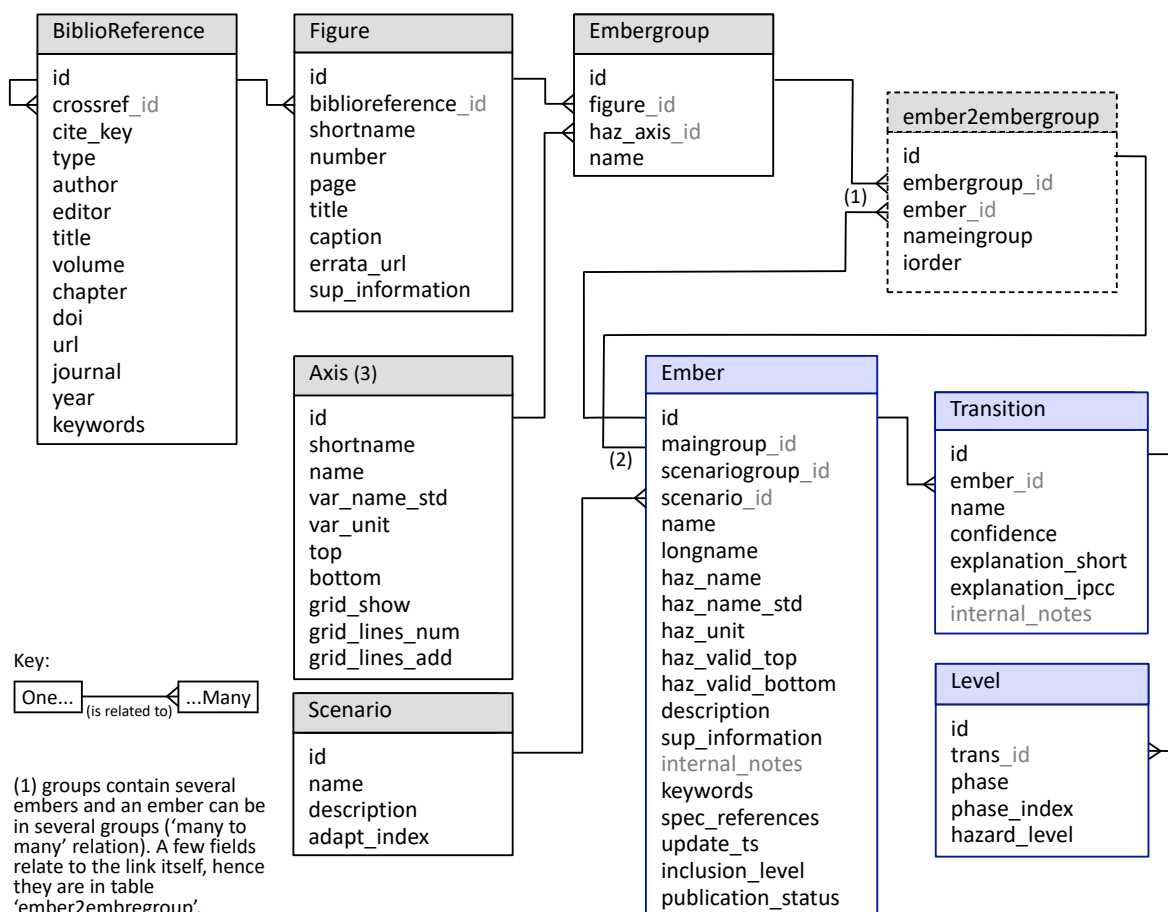 BiblioReference
id
crossref_id
cite_key
type
author
editor
title
volume
chapter
doi
url
journal
year
keywords
Figure
id
biblioreference_id
shortname
number
page
title
caption
errata_url
sup_information
Embergroup
id
figure_id
haz_axis_id
name
ember2embergroup
id
embergroup_id
ember_id
nameingroup
iorder
(1)
Axis (3)
id
shortname
name
var_name_std
var_unit
top
bottom
grid_show
grid_lines_num
grid_lines_add
Scenario
id
name
description
adapt_index
(2)
Ember
id
maingroup_id
scenariogroup_id
scenario_id
name
longname
haz_name
haz_name_std
haz_unit
haz_valid_top
haz_valid_bottom
description
sup_information
internal_notes
keywords
spec_references
update_ts
inclusion_level
publication_status
Transition
id
ember_id
name
confidence
explanation_short
explanation_ipcc
internal_notes
Level
id
trans_id
phase
phase_index
hazard_level
Key:
One... (is related to) ...Many
(1) groups contain several
embers and an ember can be
in several groups (‘many to
many’ relation). A few fields
relate to the link itself, hence
they are in table
‘ember2embregroup’.